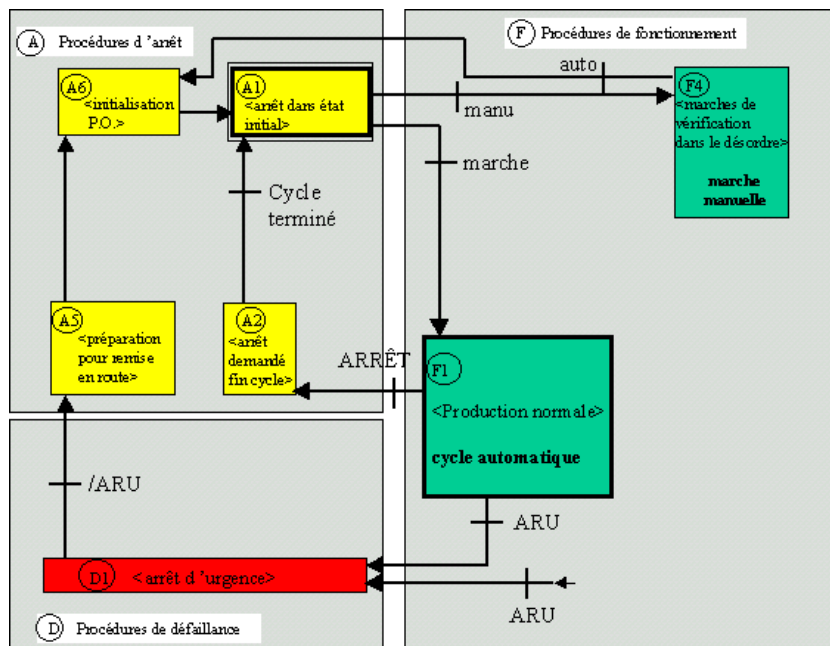 A Procédures d 'arrêt
F Procédures de fonctionnement
auto
A6
<initialisation
P.O.>
A1
<arrêt dans état
initial>
manu
F4
<marches de
vérification
dans le désordre>
marche
manuelle
marche
Cycle
terminé
A5
<préparation
pour remise
en route>
A2
<arrêt
demandé
fin cycle>
ARRÊT
F1
<Production normale>
cycle automatique
/ARU
ARU
D1 <arrêt d 'urgence>
ARU
D Procédures de défaillance